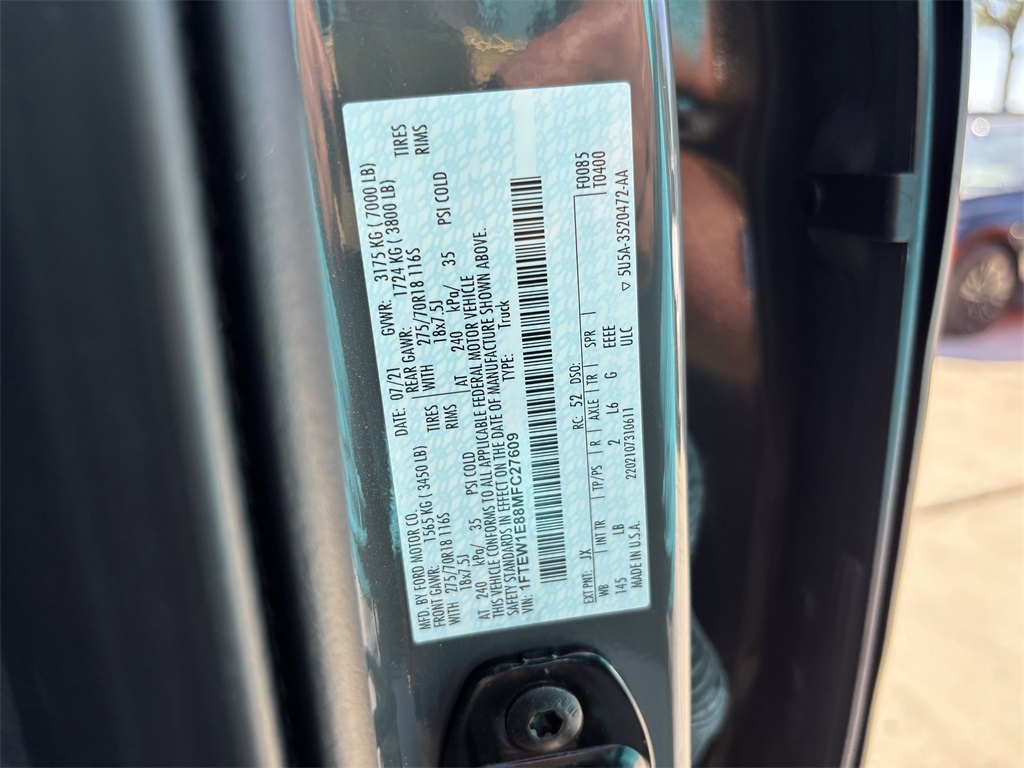 MFD. BY FORD MOTOR CO. DATE: 07/21 GVWR: 3175 KG (7000 LB)
FRONT GAWR: 1565 KG (3450 LB) REAR GAWR: 1724 KG (3800 LB)
WITH 275/70R18 116S TIRES WITH 275/70R18 116S TIRES
18x7.5J RIMS 18x7.5J RIMS
AT 240 kPa/ 35 PSI COLD AT 240 kPa/ 35 PSI COLD
THIS VEHICLE CONFORMS TO ALL APPLICABLE FEDERAL MOTOR VEHICLE
SAFETY STANDARDS IN EFFECT ON THE DATE OF MANUFACTURE SHOWN ABOVE.
VIN: 1FTEW1E88MFC27609 TYPE: Truck
F0085
T0400
EXT PNT: JX RC: 52 DSO:
WB INT TR TP/PS R AXLE TR SPR
145 LB 2 L6 G EEEE
MADE IN U.S.A. 220210731061 1 ULC ▽ 5U5A-3520472-AA